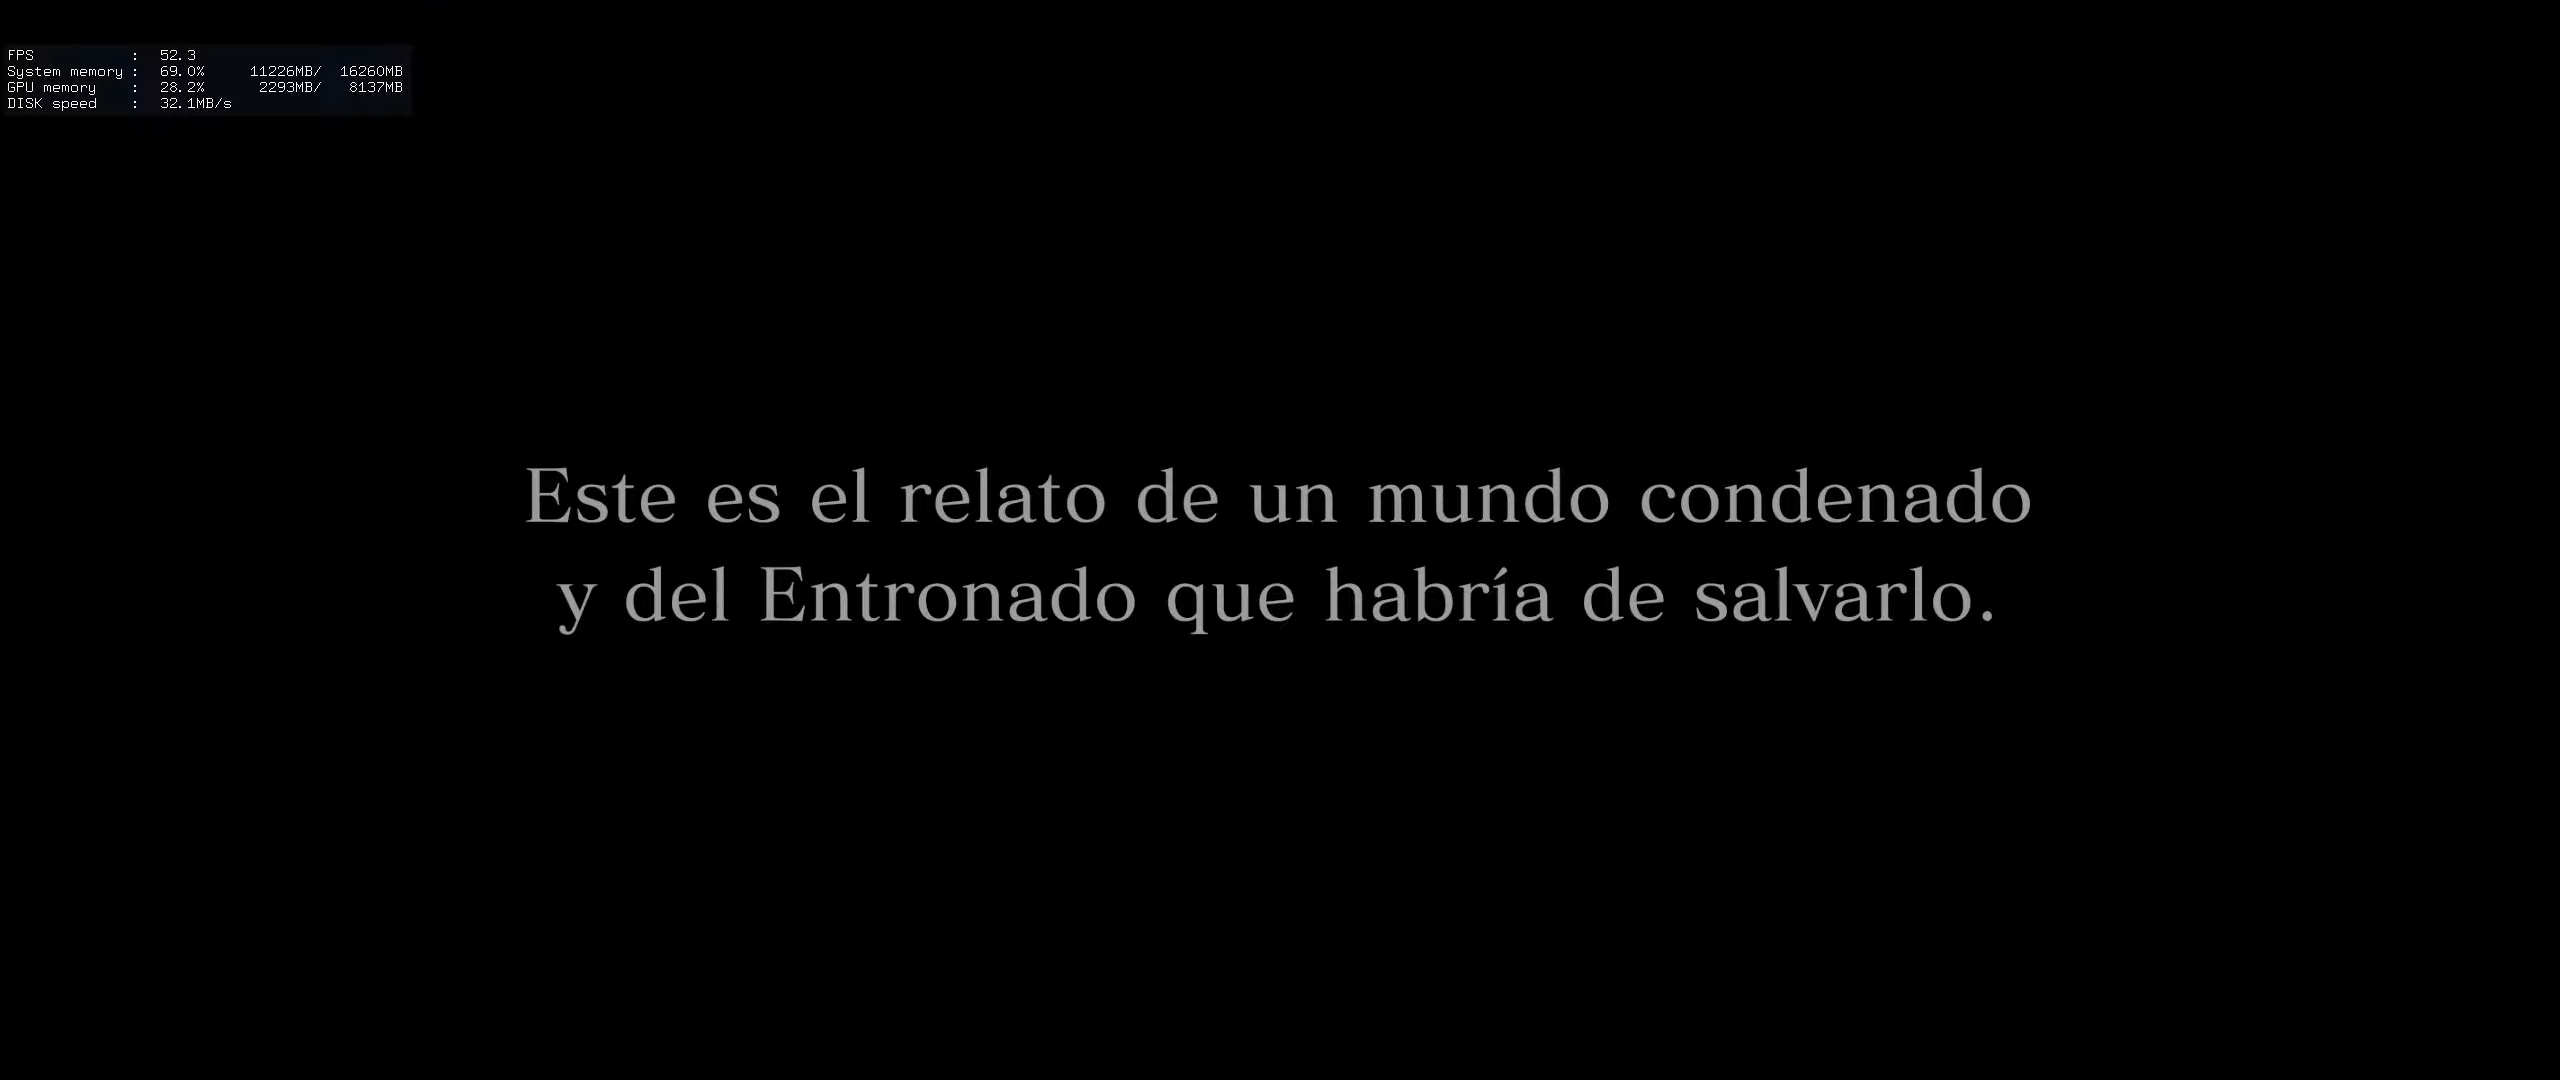 FPS : 52.3
System memory : 69.0% 11226MB/ 16260MB
GPU memory : 28.2% 2293MB/ 8137MB
DISK speed : 32.1MB/s
Este es el relato de un mundo condenado
y del Entronado que habría de salvarlo.